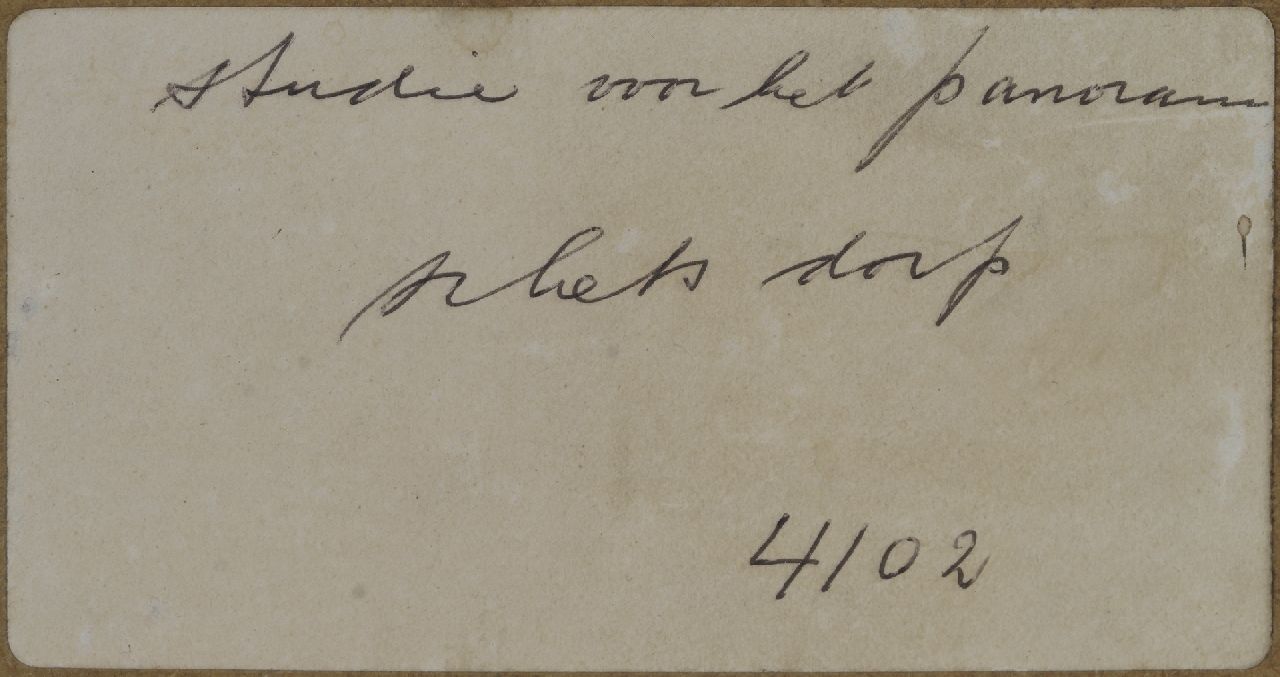 studie voor het panoram
schets dorp
4102